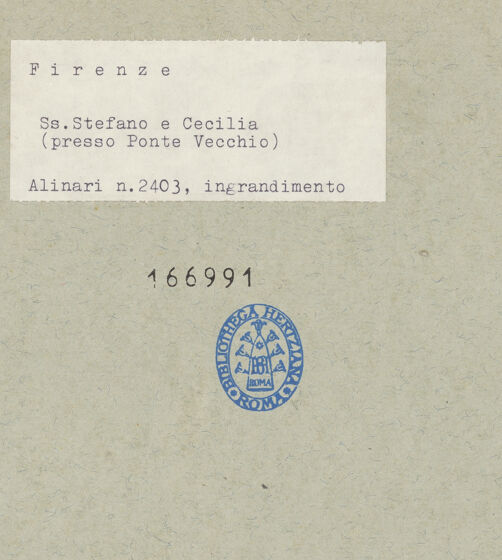 Firenze
Ss.Stefano e Cecilia
(presso Ponte Vecchio)
Alinari n.2403, ingrandimento
166991
BIBLIOTHECA HERTZIANA
ROMA
ROMA